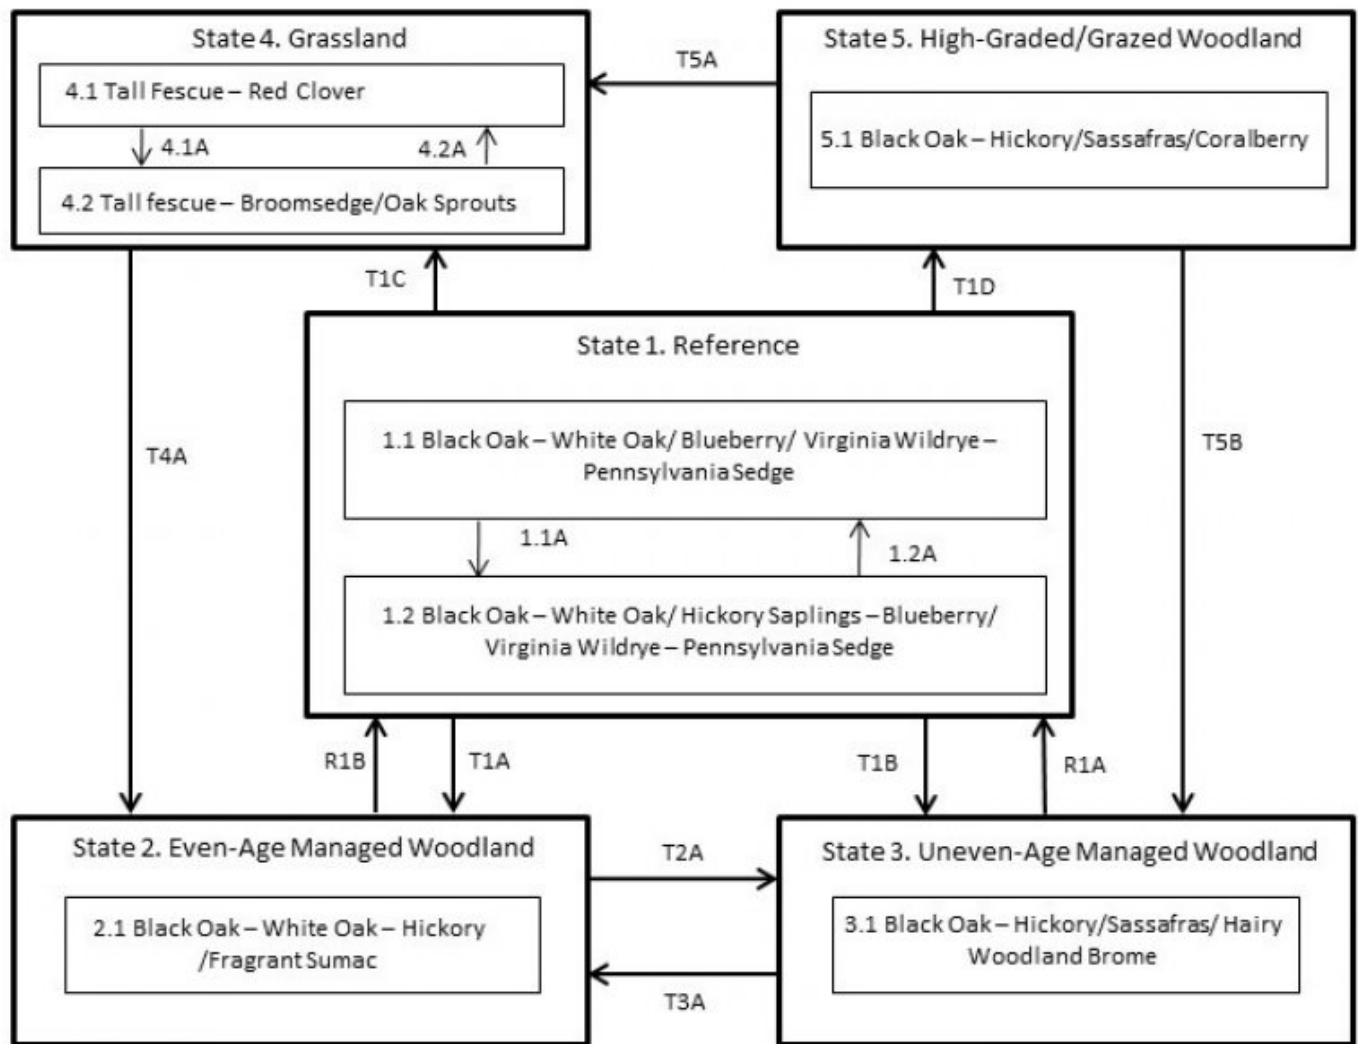 State 4. Grassland
4.1 Tall Fescue – Red Clover
4.1A
4.2A
4.2 Tall fescue – Broomsedge/Oak Sprouts
T5A
State 5. High-Graded/Grazed Woodland
5.1 Black Oak – Hickory/Sassafras/Coralberry
T1C
T1D
State 1. Reference
1.1 Black Oak – White Oak/ Blueberry/ Virginia Wildrye –
Pennsylvania Sedge
1.1A
1.2A
1.2 Black Oak – White Oak/ Hickory Saplings – Blueberry/
Virginia Wildrye – Pennsylvania Sedge
T4A
T5B
R1B
T1A
T1B
R1A
State 2. Even-Age Managed Woodland
2.1 Black Oak – White Oak – Hickory
/Fragrant Sumac
T2A
T3A
State 3. Uneven-Age Managed Woodland
3.1 Black Oak – Hickory/Sassafras/ Hairy
Woodland Brome